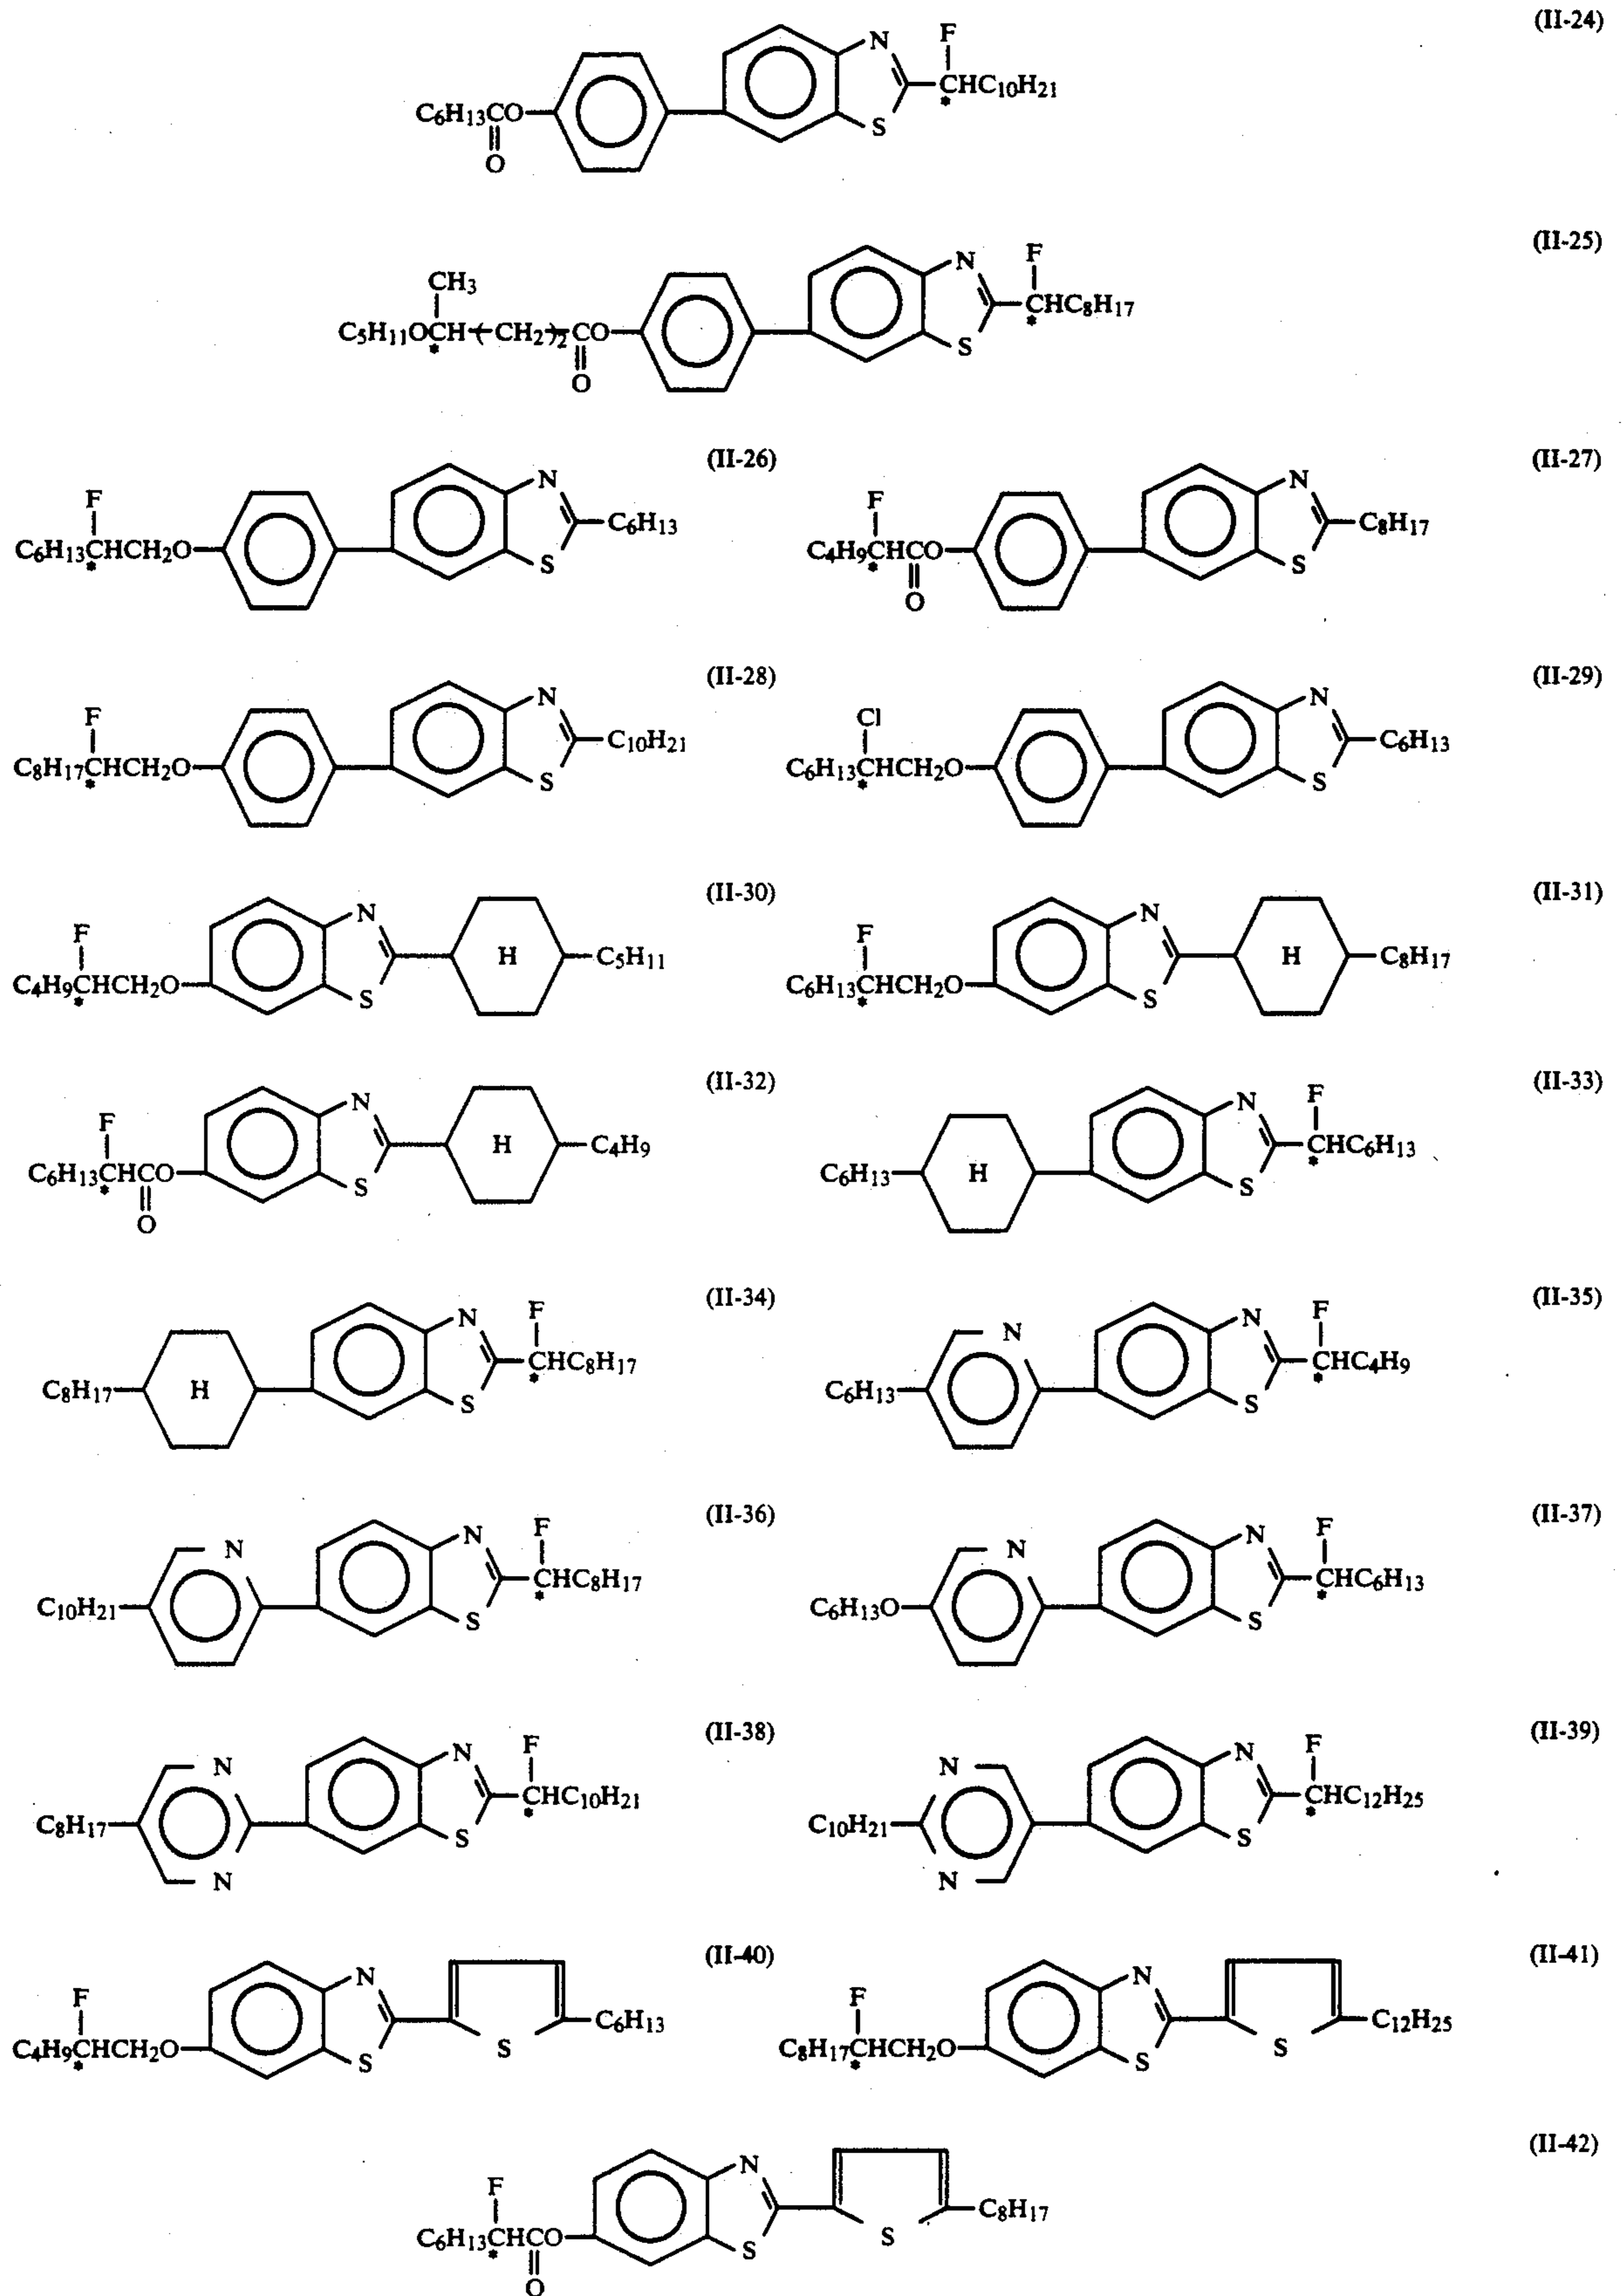 (II-24)
F
N
C6H13CO
CHC10H21
*
S
O
(II-25)
CH3
F
N
C5H11OCH(CH2)2CO
CHC8H17
*
*
S
O
(II-26)
F
N
C6H13CHCH2O
C6H13
*
S
(II-27)
F
N
C4H9CHCO
C8H17
*
S
O
(II-28)
F
N
C8H17CHCH2O
C10H21
*
S
(II-29)
Cl
N
C6H13CHCH2O
C6H13
*
S
(II-30)
F
N
C4H9CHCH2O
H
C5H11
*
S
(II-31)
F
N
C6H13CHCH2O
H
C8H17
*
S
(II-32)
F
N
C6H13CHCO
H
C4H9
*
S
O
(II-33)
F
N
C6H13
H
CHC6H13
*
S
(II-34)
F
N
C8H17
H
CHC8H17
*
S
(II-35)
N
N
F
C6H13
CHC4H9
*
S
(II-36)
N
N
F
C10H21
CHC8H17
*
S
(II-37)
N
N
F
C6H13O
CHC6H13
*
S
(II-38)
N
N
F
C8H17
CHC10H21
*
S
N
(II-39)
N
N
F
C10H21
CHC12H25
*
S
N
(II-40)
F
N
C4H9CHCH2O
C6H13
*
S
S
(II-41)
F
N
C8H17CHCH2O
C12H25
*
S
S
(II-42)
F
N
C6H13CHCO
C8H17
*
S
S
O